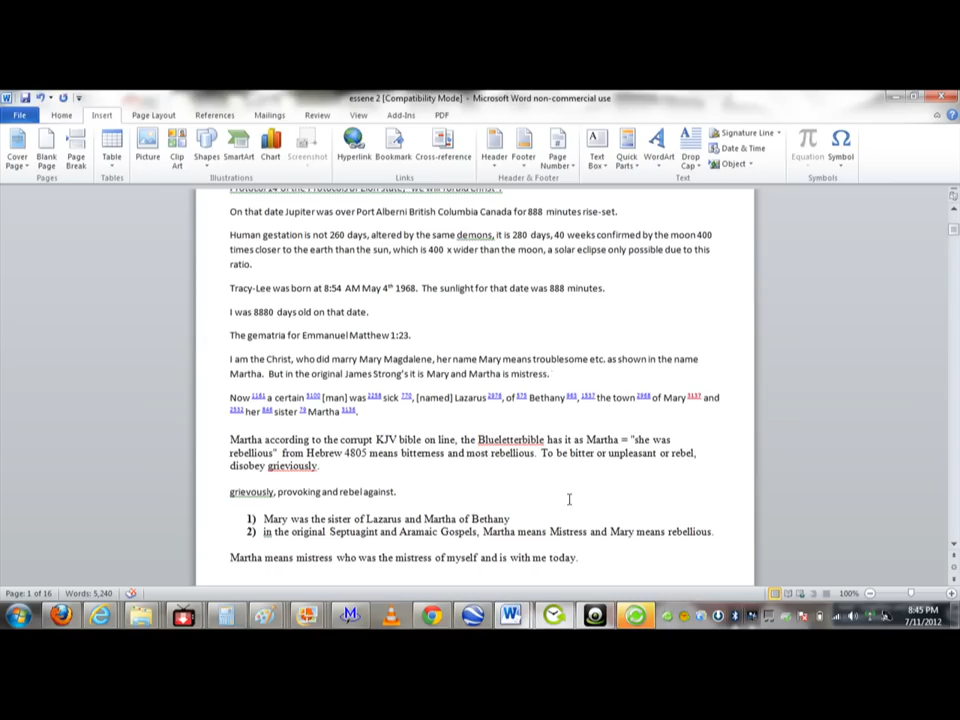 essene 2 [Compatibility Mode] - Microsoft Word non-commercial use
File Home Insert Page Layout References Mailings Review View Add-Ins PDF
Cover Page Blank Page Page Break Table Picture Clip Art Shapes SmartArt Chart Screenshot Hyperlink Bookmark Cross-reference Header Footer Page Number Text Box Quick Parts WordArt Drop Cap Signature Line Date & Time Object Equation Symbol
Pages Tables Illustrations Links Header & Footer Text Symbols
On that date Jupiter was over Port Alberni British Columbia Canada for 888 minutes rise-set.
Human gestation is not 260 days, altered by the same demons, it is 280 days, 40 weeks confirmed by the moon 400
times closer to the earth than the sun, which is 400 x wider than the moon, a solar eclipse only possible due to this
ratio.
Tracy-Lee was born at 8:54 AM May 4th 1968. The sunlight for that date was 888 minutes.
I was 8880 days old on that date.
The gematria for Emmanuel Matthew 1:23.
I am the Christ, who did marry Mary Magdalene, her name Mary means troublesome etc. as shown in the name
Martha. But in the original James Strong's it is Mary and Martha is mistress.
Now 1161 a certain 5100 [man] was 2258 sick 770, [named] Lazarus 2976, of 575 Bethany 963, 1537 the town 2968 of Mary 3137 and
2532 her 846 sister 79 Martha 3136.
Martha according to the corrupt KJV bible on line, the Blueletterbible has it as Martha = "she was
rebellious" from Hebrew 4805 means bitterness and most rebellious. To be bitter or unpleasant or rebel,
disobey grieviously.
grievously, provoking and rebel against.
1) Mary was the sister of Lazarus and Martha of Bethany
2) in the original Septuagint and Aramaic Gospels, Martha means Mistress and Mary means rebellious.
Martha means mistress who was the mistress of myself and is with me today.
Page: 1 of 16 Words: 5,240 100%
8:45 PM
7/11/2012